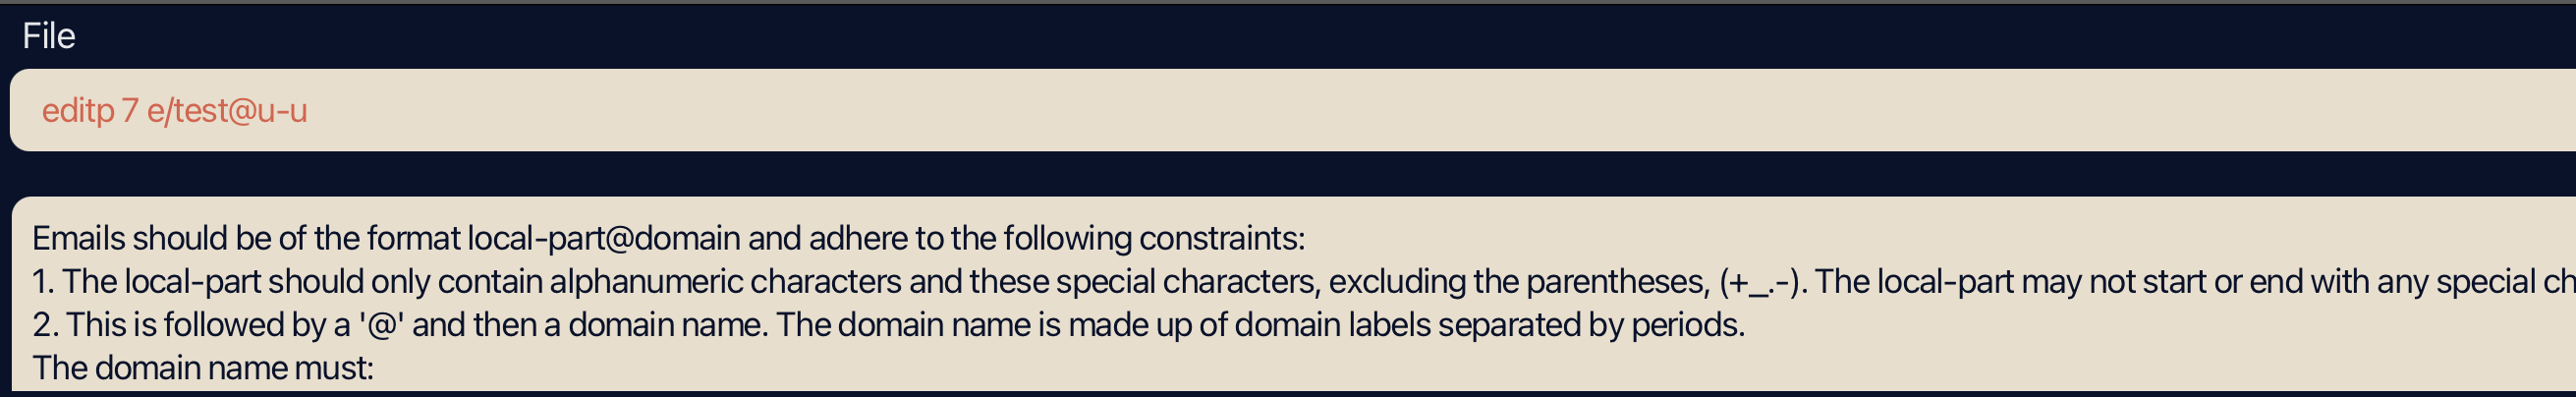 File
editp 7 e/test@u-u
Emails should be of the format local-part@domain and adhere to the following constraints:
1. The local-part should only contain alphanumeric characters and these special characters, excluding the parentheses, (+_.-). The local-part may not start or end with any special ch
2. This is followed by a '@' and then a domain name. The domain name is made up of domain labels separated by periods.
The domain name must: